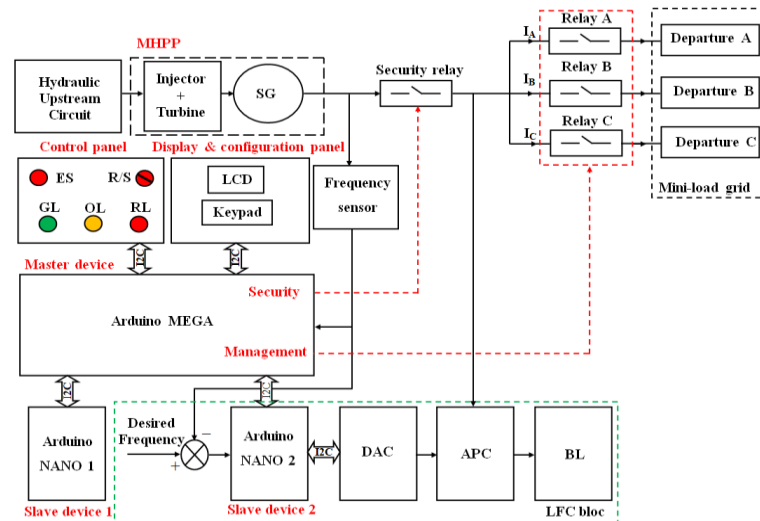 MHPP
Hydraulic
Upstream
Circuit
Injector
+
Turbine
SG
Security relay
I_A
Relay A
I_B
Relay B
I_C
Relay C
Departure A
Departure B
Departure C
Mini-load grid
Control panel
ES
R/S
GL
OL
RL
Display & configuration panel
LCD
Keypad
Frequency
sensor
I2C
I2C
Master device
Security
Arduino MEGA
Management
I2C
I2C
Arduino
NANO 1
Slave device 1
Desired
Frequency
−
+
Arduino
NANO 2
Slave device 2
I2C
DAC
APC
BL
LFC bloc